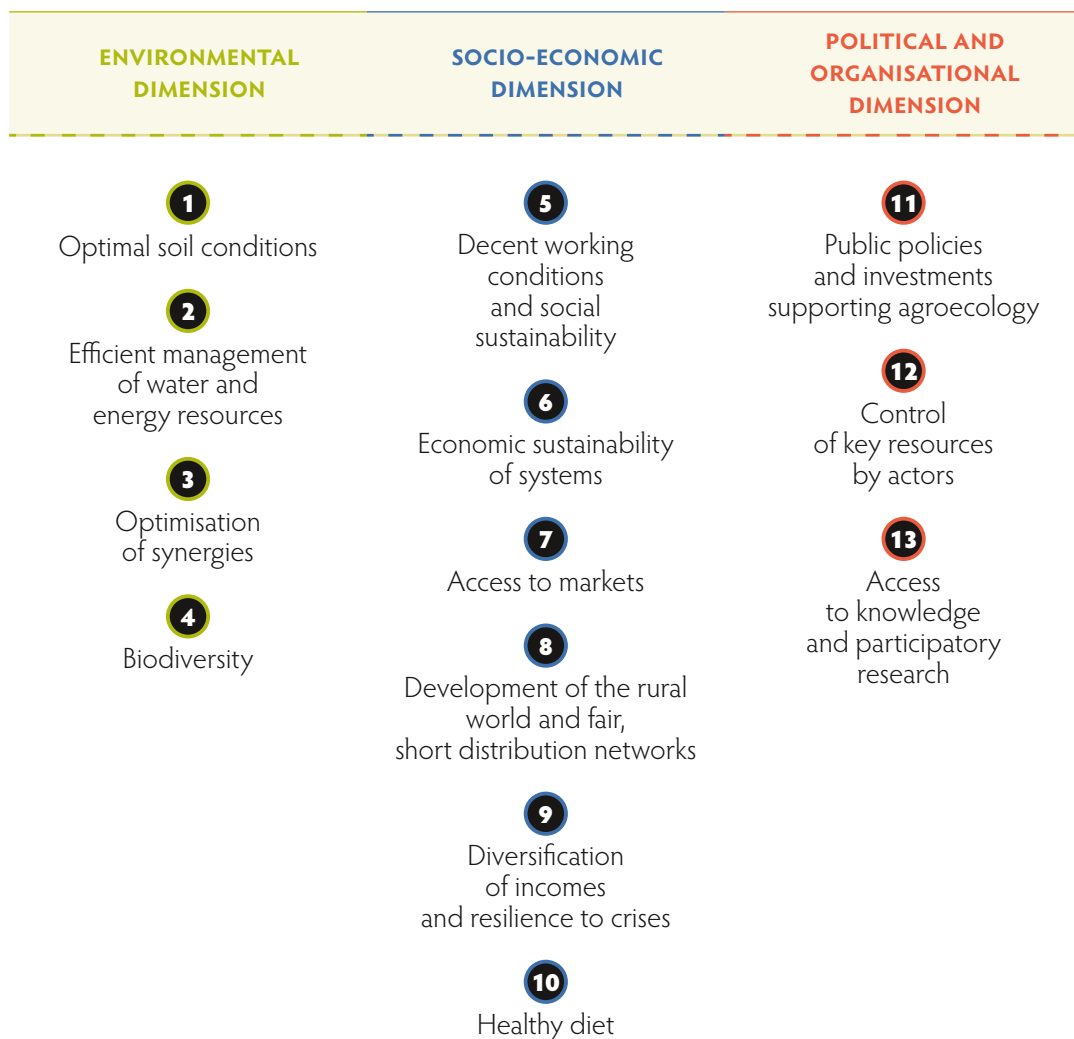 ENVIRONMENTAL
DIMENSION
SOCIO-ECONOMIC
DIMENSION
POLITICAL AND
ORGANISATIONAL
DIMENSION
1
Optimal soil conditions
2
Efficient management
of water and
energy resources
3
Optimisation
of synergies
4
Biodiversity
5
Decent working
conditions
and social
sustainability
6
Economic sustainability
of systems
7
Access to markets
8
Development of the rural
world and fair,
short distribution networks
9
Diversification
of incomes
and resilience to crises
10
Healthy diet
11
Public policies
and investments
supporting agroecology
12
Control
of key resources
by actors
13
Access
to knowledge
and participatory
research